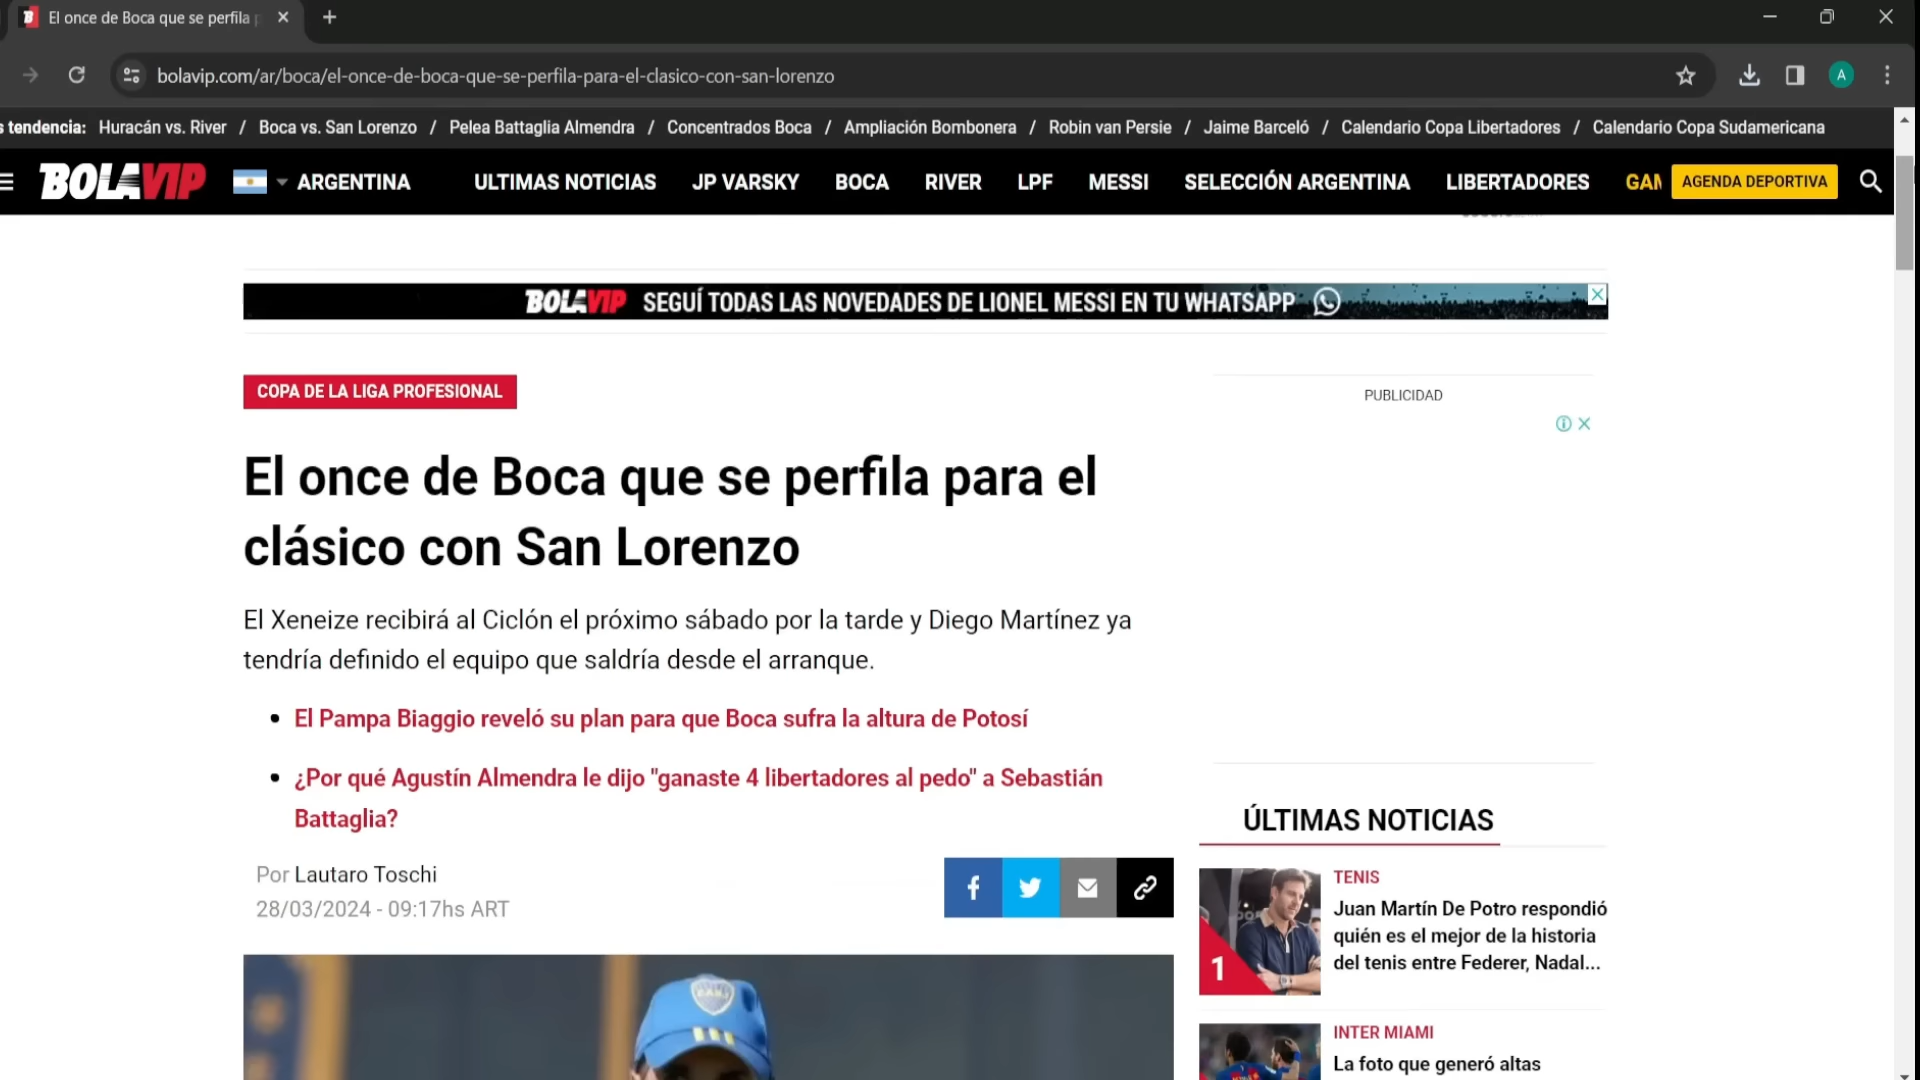 El once de Boca que se perfila p
bolavip.com/ar/boca/el-once-de-boca-que-se-perfila-para-el-clasico-con-san-lorenzo
A
s tendencia: Huracán vs. River / Boca vs. San Lorenzo / Pelea Battaglia Almendra / Concentrados Boca / Ampliación Bombonera / Robin van Persie / Jaime Barceló / Calendario Copa Libertadores / Calendario Copa Sudamericana
BOLAVIP ARGENTINA ULTIMAS NOTICIAS JP VARSKY BOCA RIVER LPF MESSI SELECCIÓN ARGENTINA LIBERTADORES GAM AGENDA DEPORTIVA
BOLAVIP SEGUÍ TODAS LAS NOVEDADES DE LIONEL MESSI EN TU WHATSAPP
COPA DE LA LIGA PROFESIONAL
El once de Boca que se perfila para el
clásico con San Lorenzo
El Xeneize recibirá al Ciclón el próximo sábado por la tarde y Diego Martínez ya
tendría definido el equipo que saldría desde el arranque.
El Pampa Biaggio reveló su plan para que Boca sufra la altura de Potosí
¿Por qué Agustín Almendra le dijo "ganaste 4 libertadores al pedo" a Sebastián
Battaglia?
Por Lautaro Toschi
28/03/2024 - 09:17hs ART
PUBLICIDAD
ÚLTIMAS NOTICIAS
1
TENIS
Juan Martín De Potro respondió
quién es el mejor de la historia
del tenis entre Federer, Nadal...
INTER MIAMI
La foto que generó altas